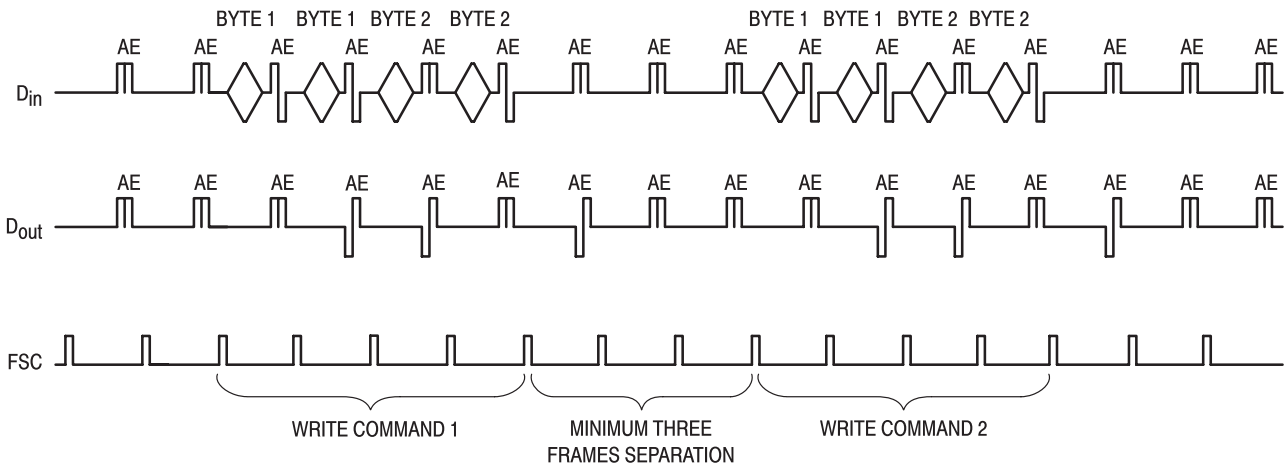 BYTE 1 BYTE 1 BYTE 2 BYTE 2 BYTE 1 BYTE 1 BYTE 2 BYTE 2
AE AE AE AE AE AE AE AE AE AE AE AE AE AE AE AE
Din
AE AE AE AE AE AE AE AE AE AE AE AE AE AE AE AE
Dout
FSC
WRITE COMMAND 1 MINIMUM THREE WRITE COMMAND 2
FRAMES SEPARATION